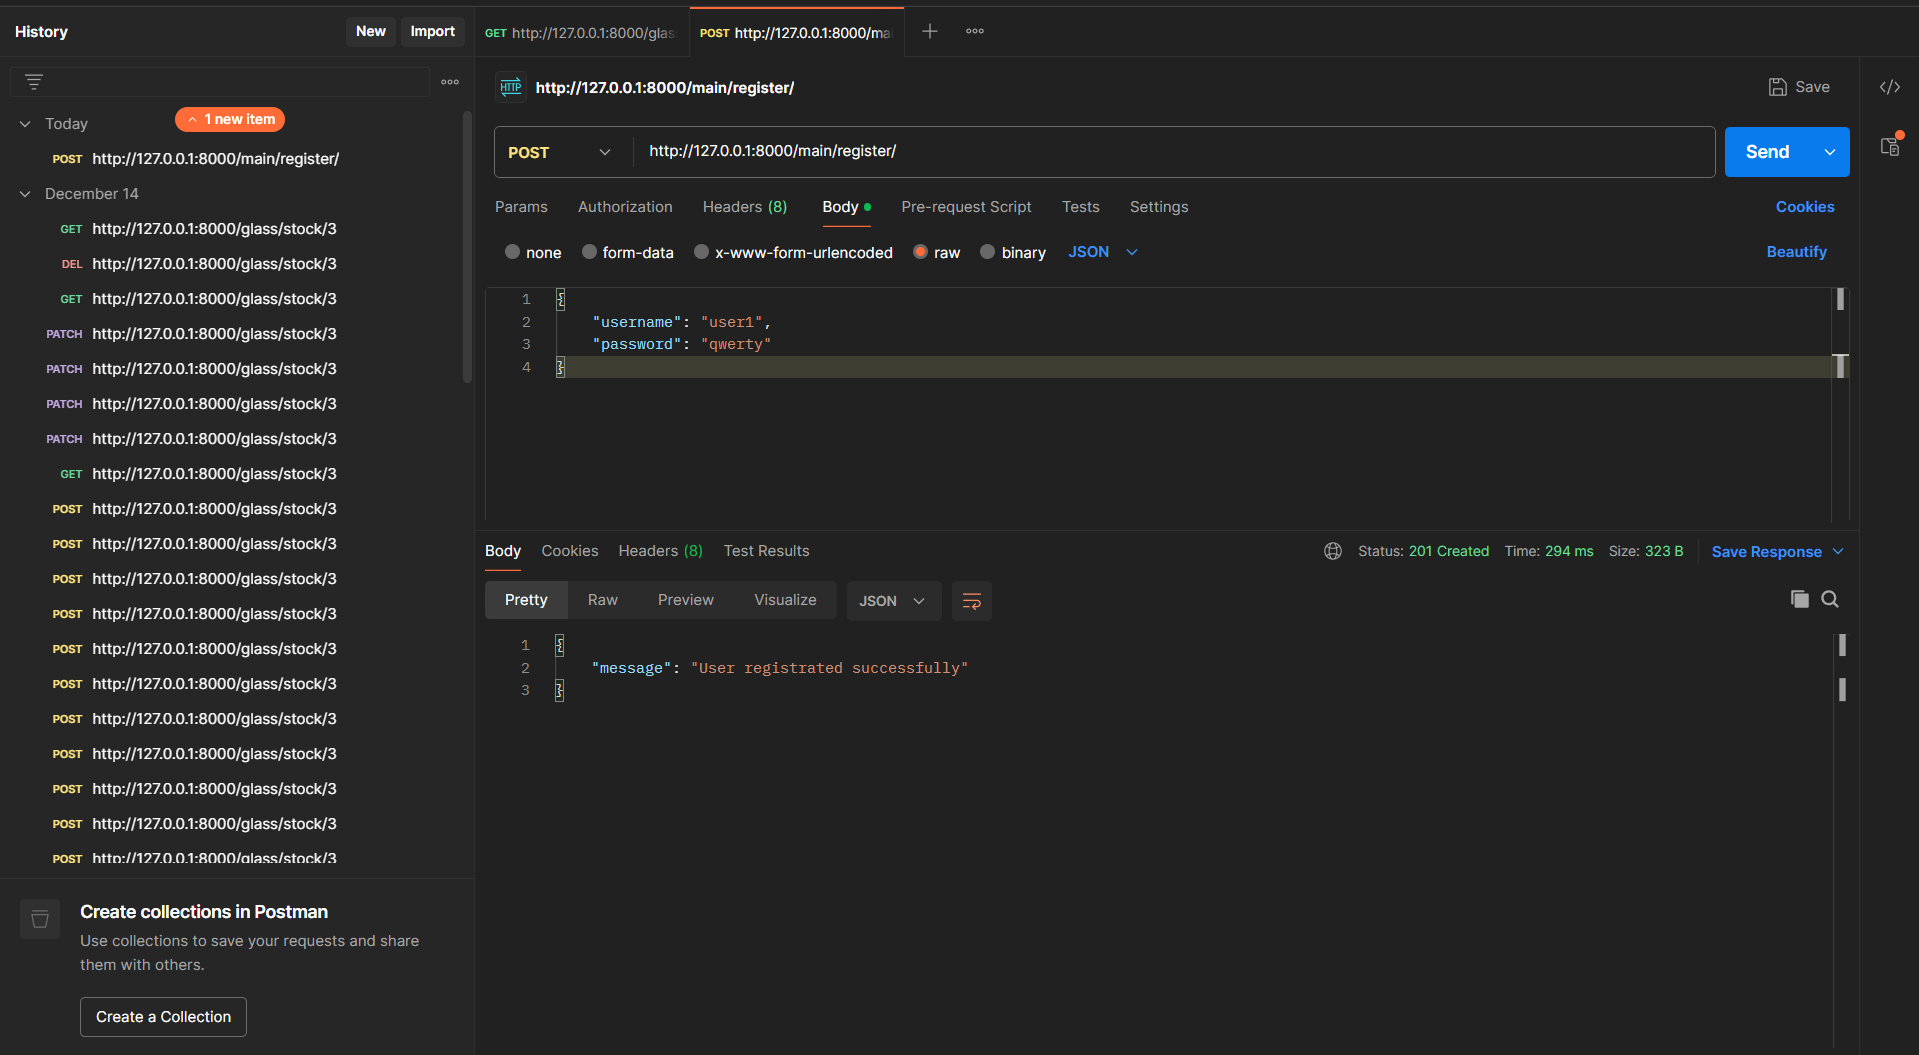 History
New
Import
Today
1 new item
POST http://127.0.0.1:8000/main/register/
December 14
GET http://127.0.0.1:8000/glass/stock/3
DEL http://127.0.0.1:8000/glass/stock/3
GET http://127.0.0.1:8000/glass/stock/3
PATCH http://127.0.0.1:8000/glass/stock/3
PATCH http://127.0.0.1:8000/glass/stock/3
PATCH http://127.0.0.1:8000/glass/stock/3
PATCH http://127.0.0.1:8000/glass/stock/3
GET http://127.0.0.1:8000/glass/stock/3
POST http://127.0.0.1:8000/glass/stock/3
POST http://127.0.0.1:8000/glass/stock/3
POST http://127.0.0.1:8000/glass/stock/3
POST http://127.0.0.1:8000/glass/stock/3
POST http://127.0.0.1:8000/glass/stock/3
POST http://127.0.0.1:8000/glass/stock/3
POST http://127.0.0.1:8000/glass/stock/3
POST http://127.0.0.1:8000/glass/stock/3
POST http://127.0.0.1:8000/glass/stock/3
POST http://127.0.0.1:8000/glass/stock/3
POST http://127.0.0.1:8000/glass/stock/3
Create collections in Postman
Use collections to save your requests and share
them with others.
Create a Collection
GET http://127.0.0.1:8000/glas
POST http://127.0.0.1:8000/ma
HTTP http://127.0.0.1:8000/main/register/
Save
</>
POST http://127.0.0.1:8000/main/register/
Send
Params Authorization Headers (8) Body Pre-request Script Tests Settings
Cookies
none form-data x-www-form-urlencoded raw binary JSON
Beautify
1 {
2 "username": "user1",
3 "password": "qwerty"
4 }
Body Cookies Headers (8) Test Results
Status: 201 Created Time: 294 ms Size: 323 B
Save Response
Pretty Raw Preview Visualize JSON
1 {
2 "message": "User registrated successfully"
3 }